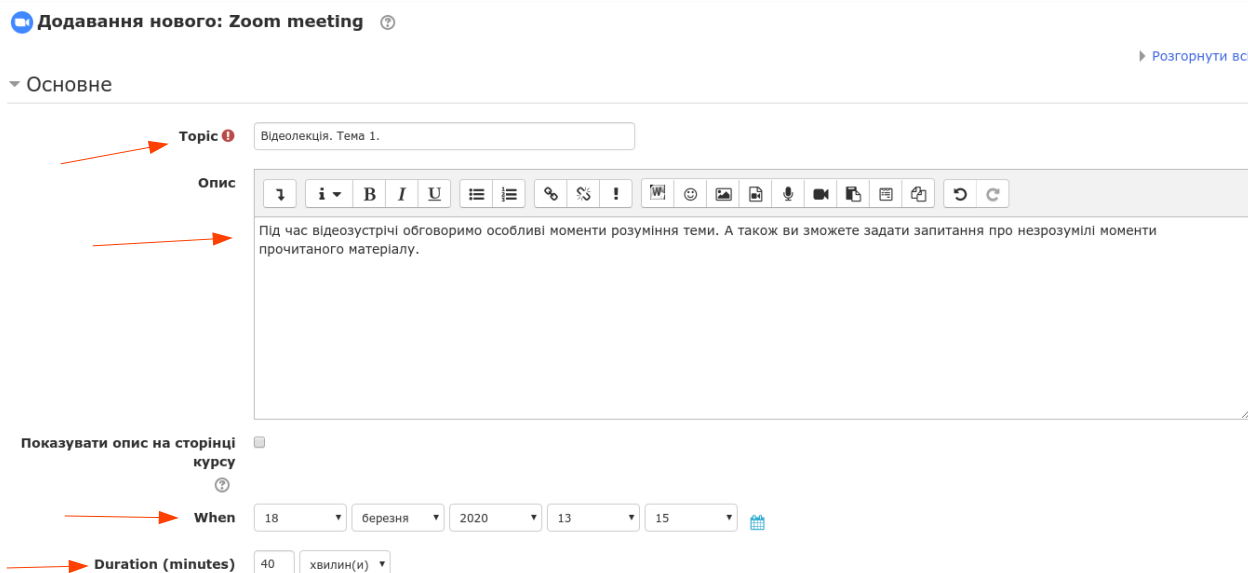 Додавання нового: Zoom meeting
Розгорнути всі
Основне
Topic
Відеолекція. Тема 1.
Опис
Під час відеозустрічі обговоримо особливі моменти розуміння теми. А також ви зможете задати запитання про незрозумілі моменти
прочитаного матеріалу.
Показувати опис на сторінці
курсу
When 18 березня 2020 13 15
Duration (minutes) 40 хвилин(и)